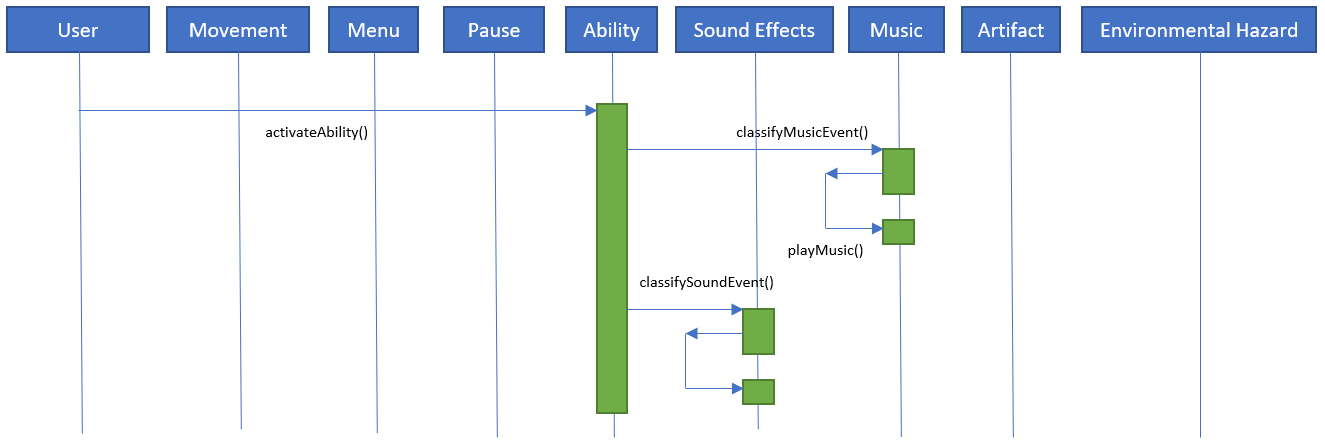 User
Movement
Menu
Pause
Ability
Sound Effects
Music
Artifact
Environmental Hazard
activateAbility()
classifyMusicEvent()
playMusic()
classifySoundEvent()